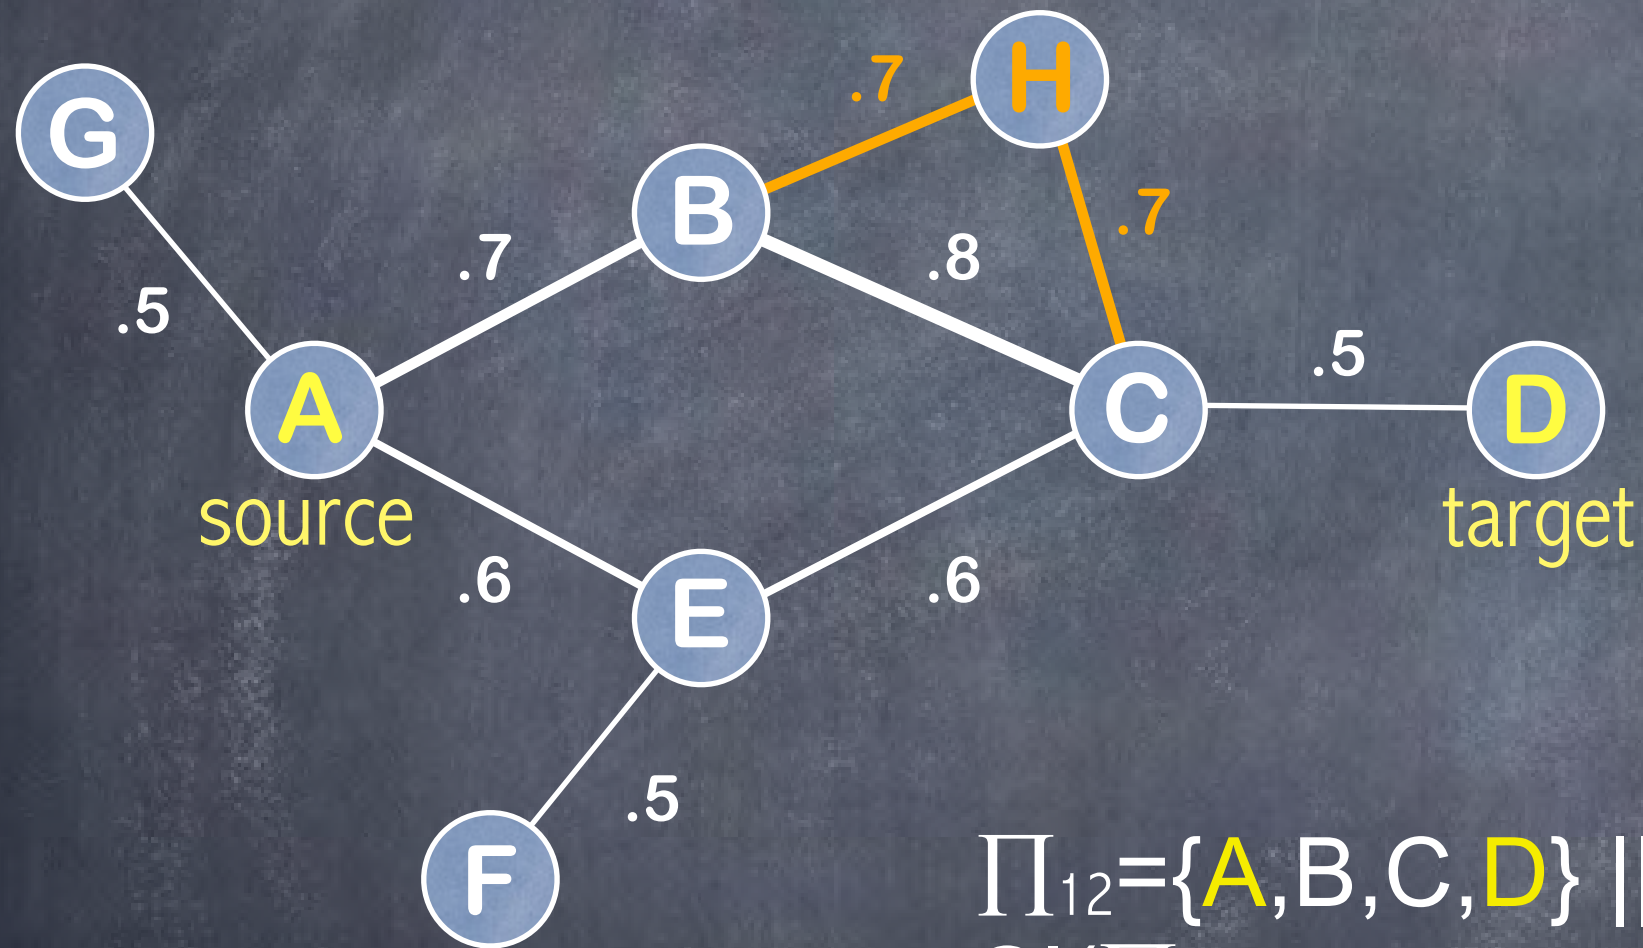 H
.7
G
B
.7
.7
.8
.5
.5
A
C
D
source
target
.6
.6
E
.5
F
∏12={A,B,C,D} |